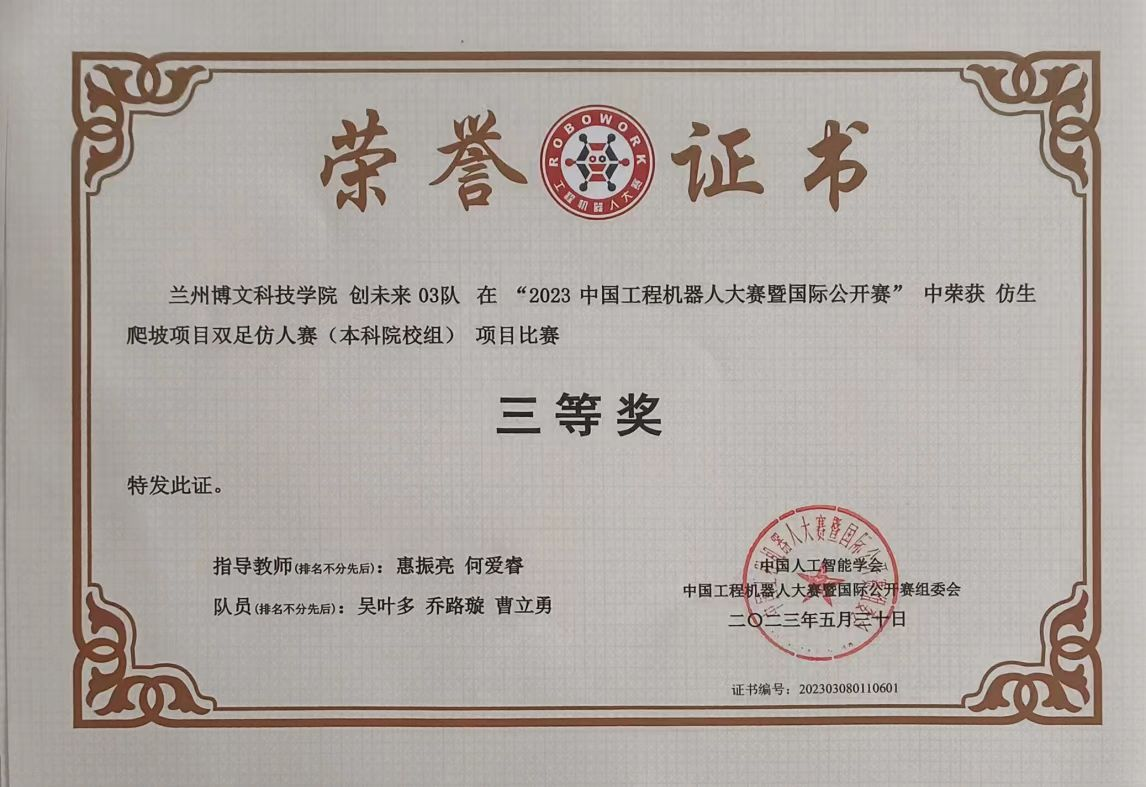 荣誉证书
ROBOWORK
工程机器人大赛
兰州博文科技学院 创未来 03队 在 “2023 中国工程机器人大赛暨国际公开赛” 中荣获 仿生
爬坡项目双足仿人赛（本科院校组） 项目比赛
三等奖
特发此证。
指导教师(排名不分先后)：惠振亮 何爱睿
队员(排名不分先后)：吴叶多 乔路璇 曹立勇
中国人工智能学会
中国工程机器人大赛暨国际公开赛组委会
二〇二三年五月三十日
证书编号：202303080110601